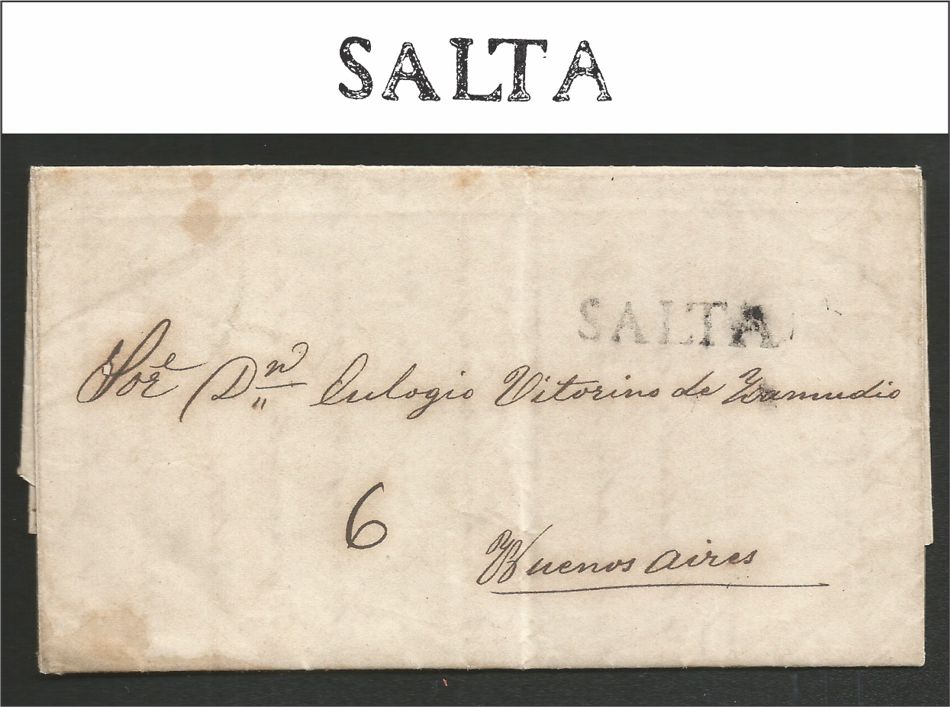 SALTA
SALTA
Sor^e Dn Eulogio Vitorino de Zamudio
6
Buenos Aires